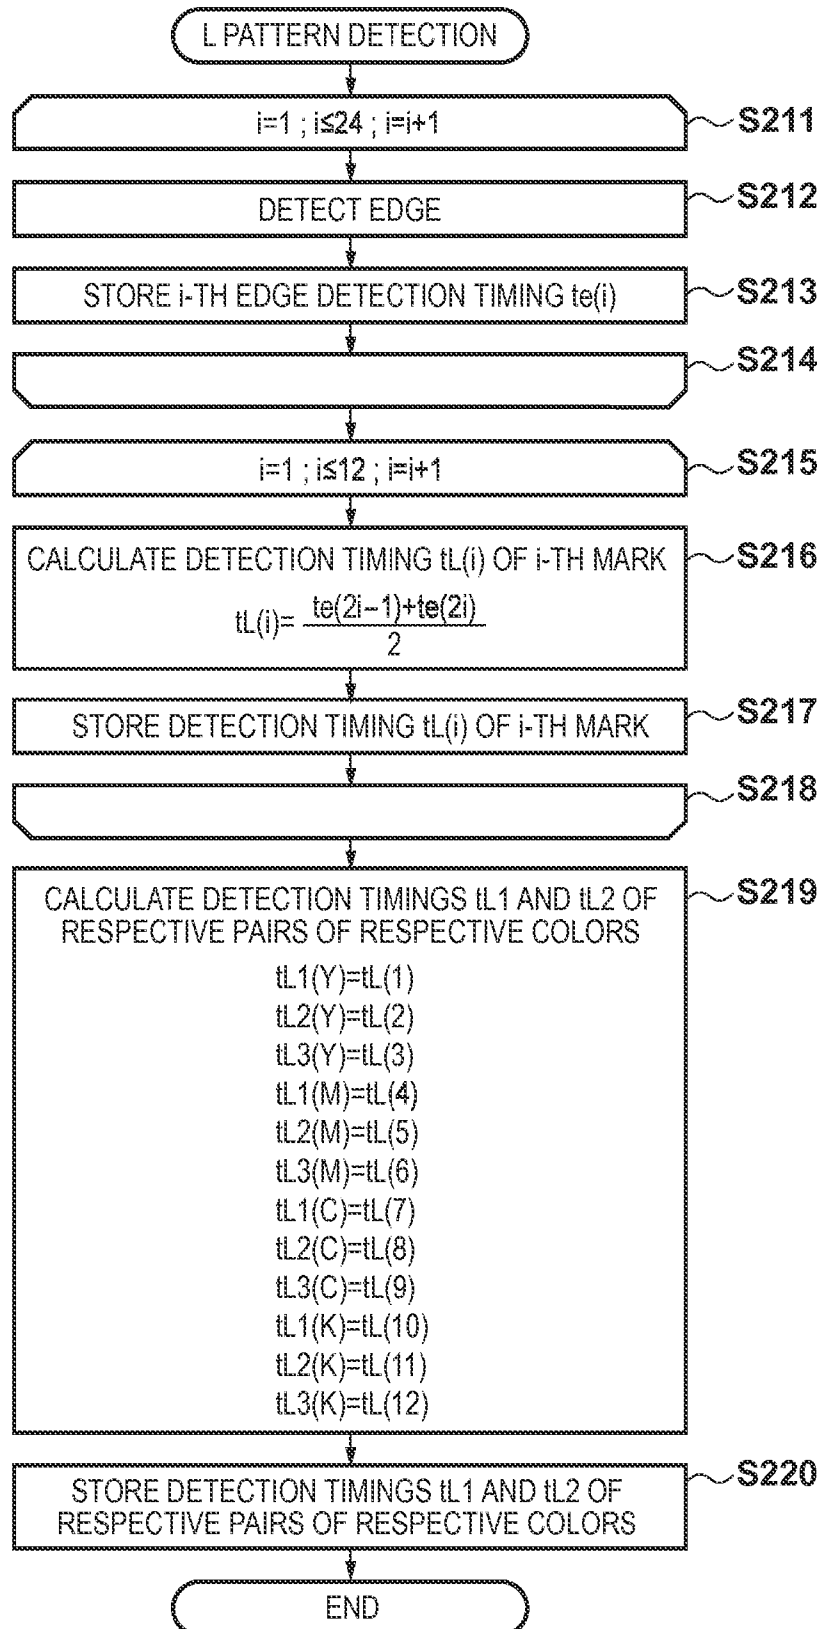 L PATTERN DETECTION
i=1 ; i≤24 ; i=i+1
S211
DETECT EDGE
S212
STORE i-TH EDGE DETECTION TIMING te(i)
S213
S214
i=1 ; i≤12 ; i=i+1
S215
CALCULATE DETECTION TIMING tL(i) OF i-TH MARK
S216
tL(i)= te(2i−1)+te(2i)
2
STORE DETECTION TIMING tL(i) OF i-TH MARK
S217
S218
CALCULATE DETECTION TIMINGS tL1 AND tL2 OF
S219
RESPECTIVE PAIRS OF RESPECTIVE COLORS
tL1(Y)=tL(1)
tL2(Y)=tL(2)
tL3(Y)=tL(3)
tL1(M)=tL(4)
tL2(M)=tL(5)
tL3(M)=tL(6)
tL1(C)=tL(7)
tL2(C)=tL(8)
tL3(C)=tL(9)
tL1(K)=tL(10)
tL2(K)=tL(11)
tL3(K)=tL(12)
STORE DETECTION TIMINGS tL1 AND tL2 OF
S220
RESPECTIVE PAIRS OF RESPECTIVE COLORS
END